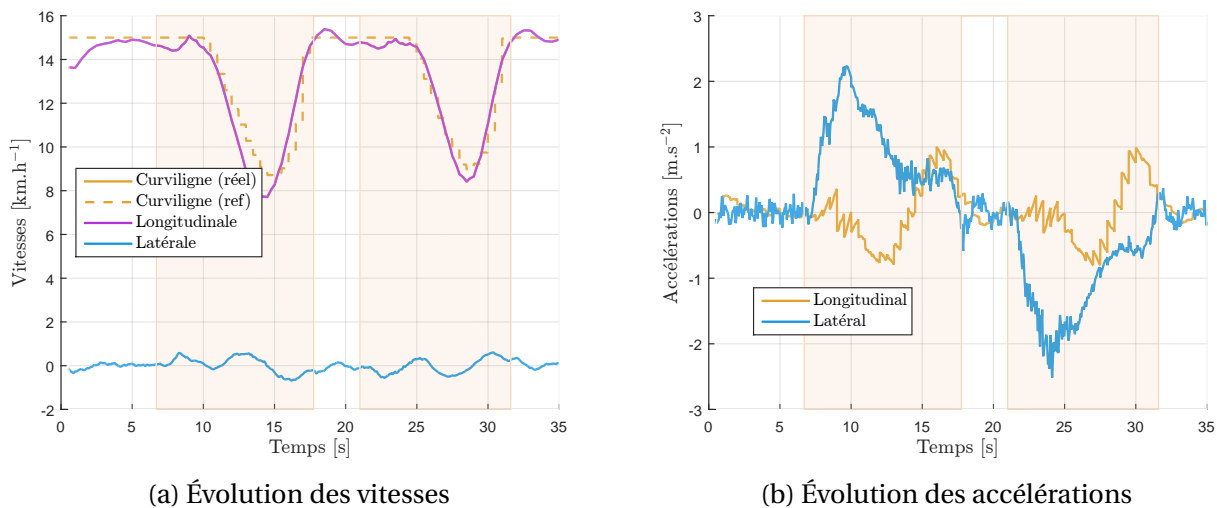 16
14
12
10
8
6
4
2
0
-2
Vitesses [km.h⁻¹]
Curviligne (réel)
Curviligne (ref)
Longitudinale
Latérale
0 5 10 15 20 25 30 35
Temps [s]
(a) Évolution des vitesses
3
2
1
0
-1
-2
-3
Accélérations [m.s⁻²]
Longitudinal
Latéral
0 5 10 15 20 25 30 35
Temps [s]
(b) Évolution des accélérations